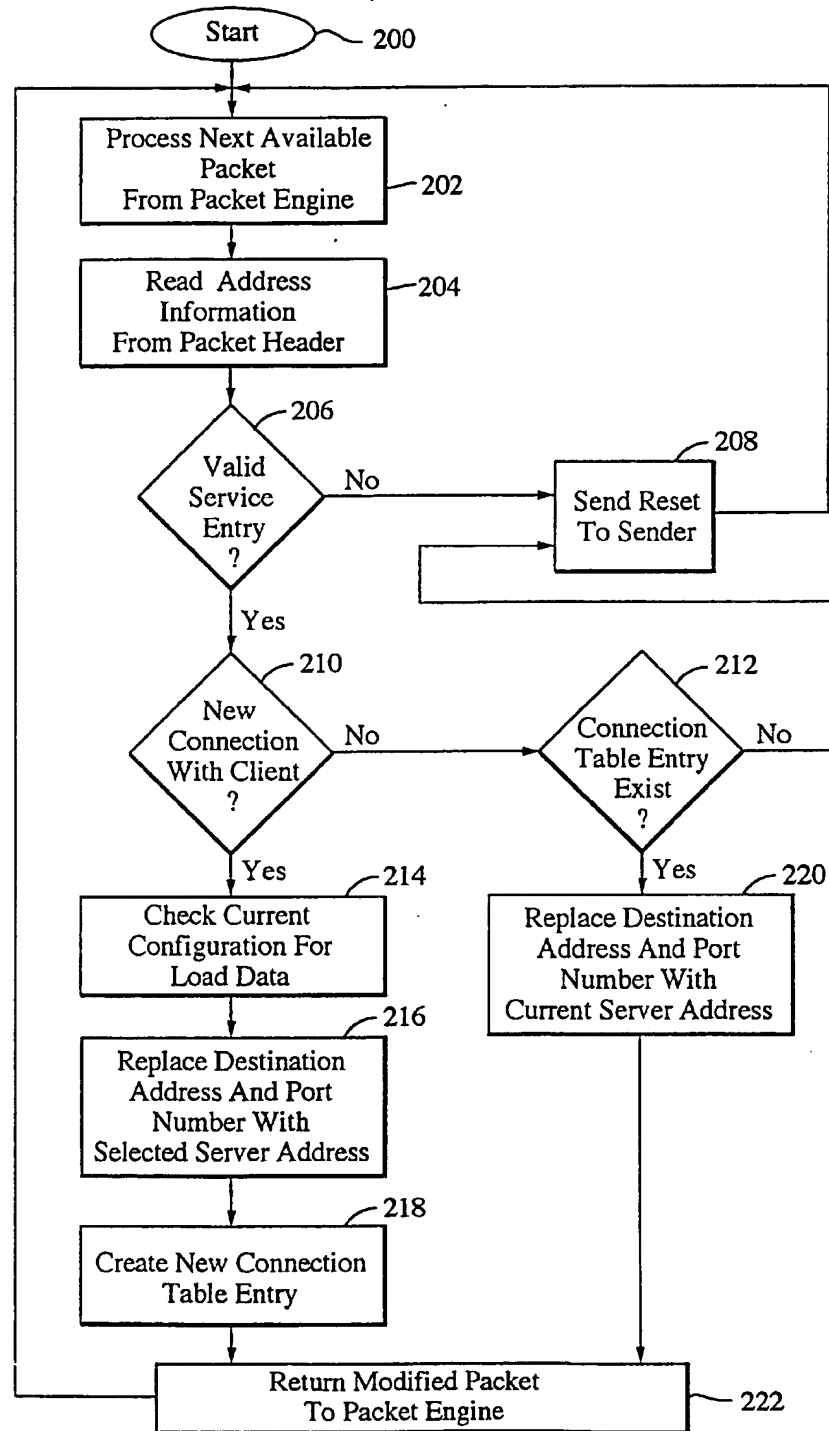 Start
200
Process Next Available
Packet
From Packet Engine
202
Read Address
Information
From Packet Header
204
206
Valid
Service
Entry
?
No
208
Send Reset
To Sender
Yes
210
New
Connection
With Client
?
No
212
Connection
Table Entry
Exist
?
No
Yes
214
Check Current
Configuration For
Load Data
Yes
220
Replace Destination
Address And Port
Number With
Current Server Address
216
Replace Destination
Address And Port
Number With
Selected Server Address
218
Create New Connection
Table Entry
Return Modified Packet
To Packet Engine
222